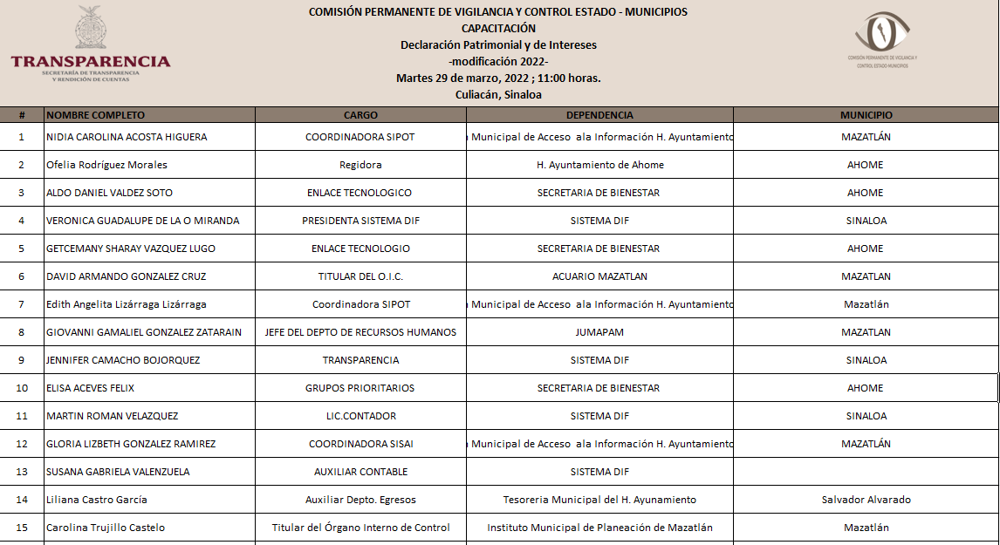 COMISIÓN PERMANENTE DE VIGILANCIA Y CONTROL ESTADO - MUNICIPIOS
CAPACITACIÓN
Declaración Patrimonial y de Intereses
-modificación 2022-
Martes 29 de marzo, 2022 ; 11:00 horas.
Culiacán, Sinaloa
TRANSPARENCIA
SECRETARÍA DE TRANSPARENCIA
Y RENDICIÓN DE CUENTAS
COMISIÓN PERMANENTE DE VIGILANCIA Y
CONTROL ESTADO-MUNICIPIOS
# NOMBRE COMPLETO CARGO DEPENDENCIA MUNICIPIO
1 NIDIA CAROLINA ACOSTA HIGUERA COORDINADORA SIPOT Municipal de Acceso ala Información H. Ayuntamiento MAZATLÁN
2 Ofelia Rodríguez Morales Regidora H. Ayuntamiento de Ahome AHOME
3 ALDO DANIEL VALDEZ SOTO ENLACE TECNOLOGICO SECRETARIA DE BIENESTAR AHOME
4 VERONICA GUADALUPE DE LA O MIRANDA PRESIDENTA SISTEMA DIF SISTEMA DIF SINALOA
5 GETCEMANY SHARAY VAZQUEZ LUGO ENLACE TECNOLOGIO SECRETARIA DE BIENESTAR AHOME
6 DAVID ARMANDO GONZALEZ CRUZ TITULAR DEL O.I.C. ACUARIO MAZATLAN MAZATLAN
7 Edith Angelita Lizárraga Lizárraga Coordinadora SIPOT Municipal de Acceso ala Información H. Ayuntamiento Mazatlán
8 GIOVANNI GAMALIEL GONZALEZ ZATARAIN JEFE DEL DEPTO DE RECURSOS HUMANOS JUMAPAM MAZATLAN
9 JENNIFER CAMACHO BOJORQUEZ TRANSPARENCIA SISTEMA DIF SINALOA
10 ELISA ACEVES FELIX GRUPOS PRIORITARIOS SECRETARIA DE BIENESTAR AHOME
11 MARTIN ROMAN VELAZQUEZ LIC.CONTADOR SISTEMA DIF SINALOA
12 GLORIA LIZBETH GONZALEZ RAMIREZ COORDINADORA SISAI Municipal de Acceso ala Información H. Ayuntamiento MAZATLÁN
13 SUSANA GABRIELA VALENZUELA AUXILIAR CONTABLE SISTEMA DIF
14 Liliana Castro García Auxiliar Depto. Egresos Tesoreria Municipal del H. Ayunamiento Salvador Alvarado
15 Carolina Trujillo Castelo Titular del Órgano Interno de Control Instituto Municipal de Planeación de Mazatlán Mazatlán